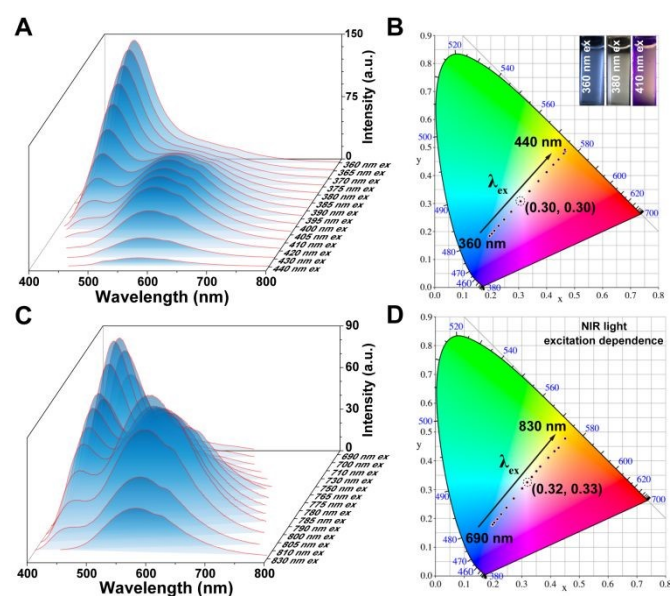 A
Intensity (a.u.)
150
75
0
360 nm ex
365 nm ex
370 nm ex
375 nm ex
380 nm ex
385 nm ex
390 nm ex
395 nm ex
400 nm ex
405 nm ex
410 nm ex
420 nm ex
430 nm ex
440 nm ex
400 500 600 700 800
Wavelength (nm)
B
0.9
0.8
0.7
0.6
0.5
y
0.4
0.3
0.2
0.1
0.0
0.0 0.1 0.2 0.3 0.4 0.5 0.6 0.7 0.8
x
520
540
560
580
600
620
700
500
490
480
470
460
380
360 nm ex
380 nm ex
410 nm ex
440 nm
λex
(0.30, 0.30)
360 nm
C
Intensity (a.u.)
90
60
30
0
690 nm ex
700 nm ex
710 nm ex
730 nm ex
750 nm ex
765 nm ex
775 nm ex
780 nm ex
785 nm ex
790 nm ex
800 nm ex
805 nm ex
810 nm ex
830 nm ex
400 500 600 700 800
Wavelength (nm)
D
NIR light
excitation dependence
0.9
0.8
0.7
0.6
0.5
y
0.4
0.3
0.2
0.1
0.0
0.0 0.1 0.2 0.3 0.4 0.5 0.6 0.7 0.8
x
520
540
560
580
600
620
700
500
490
480
470
460
380
830 nm
λex
(0.32, 0.33)
690 nm